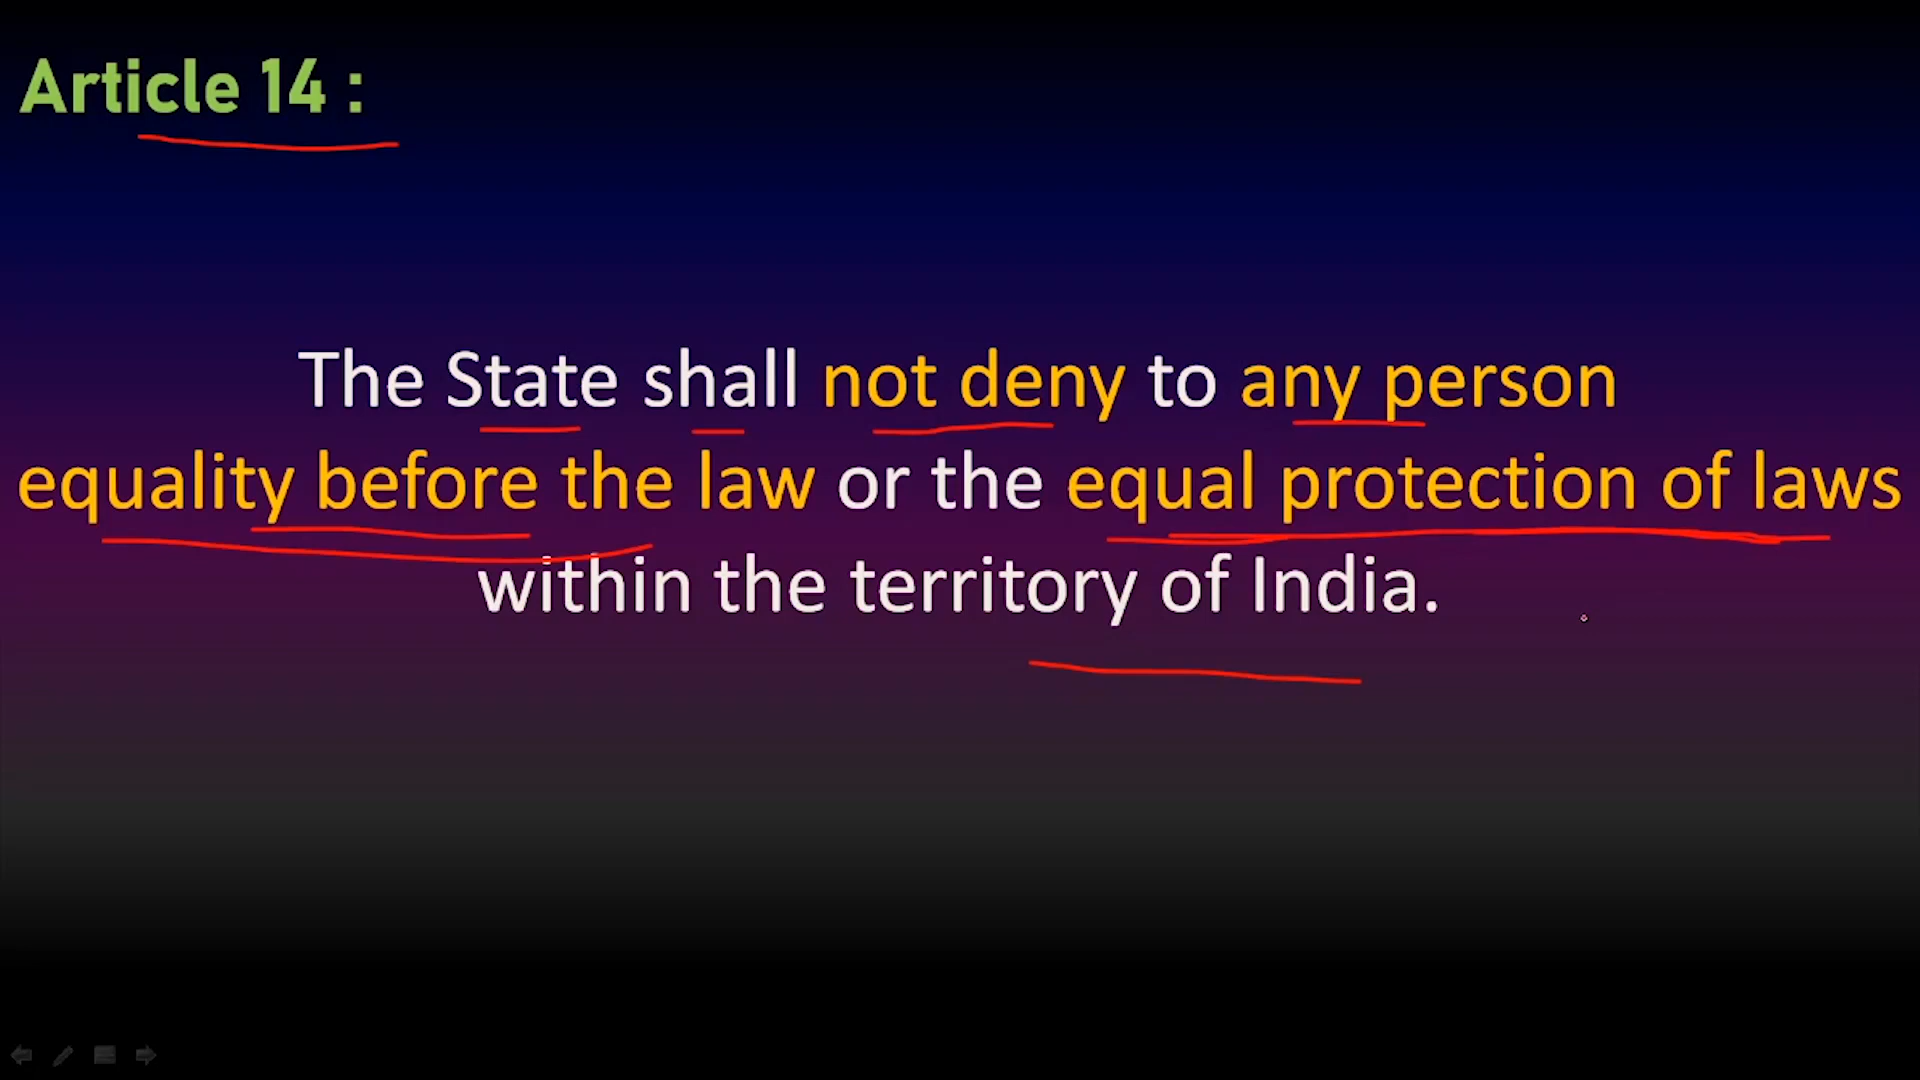 Article 14 :
The State shall not deny to any person
equality before the law or the equal protection of laws
within the territory of India.